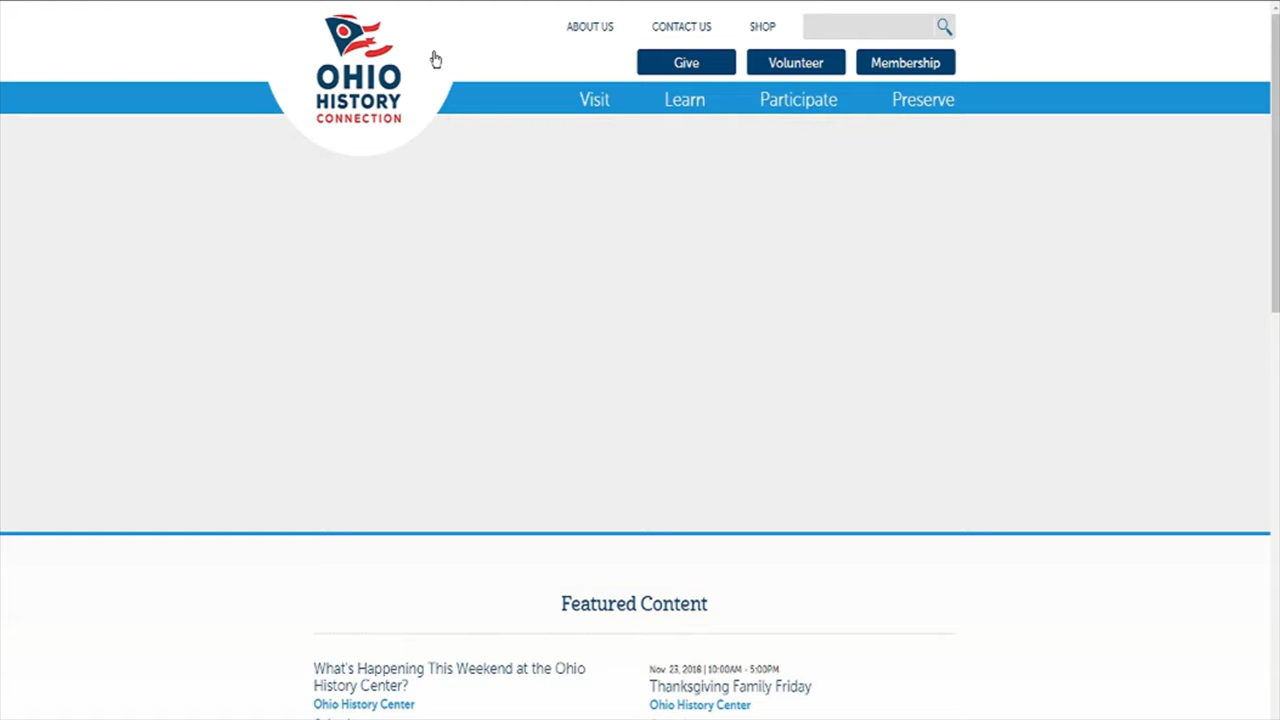 ABOUT US CONTACT US SHOP
OHIO
HISTORY
CONNECTION
Give Volunteer Membership
Visit Learn Participate Preserve
Featured Content
What's Happening This Weekend at the Ohio
History Center?
Ohio History Center
Nov. 23, 2018 | 10:00AM - 5:00PM
Thanksgiving Family Friday
Ohio History Center